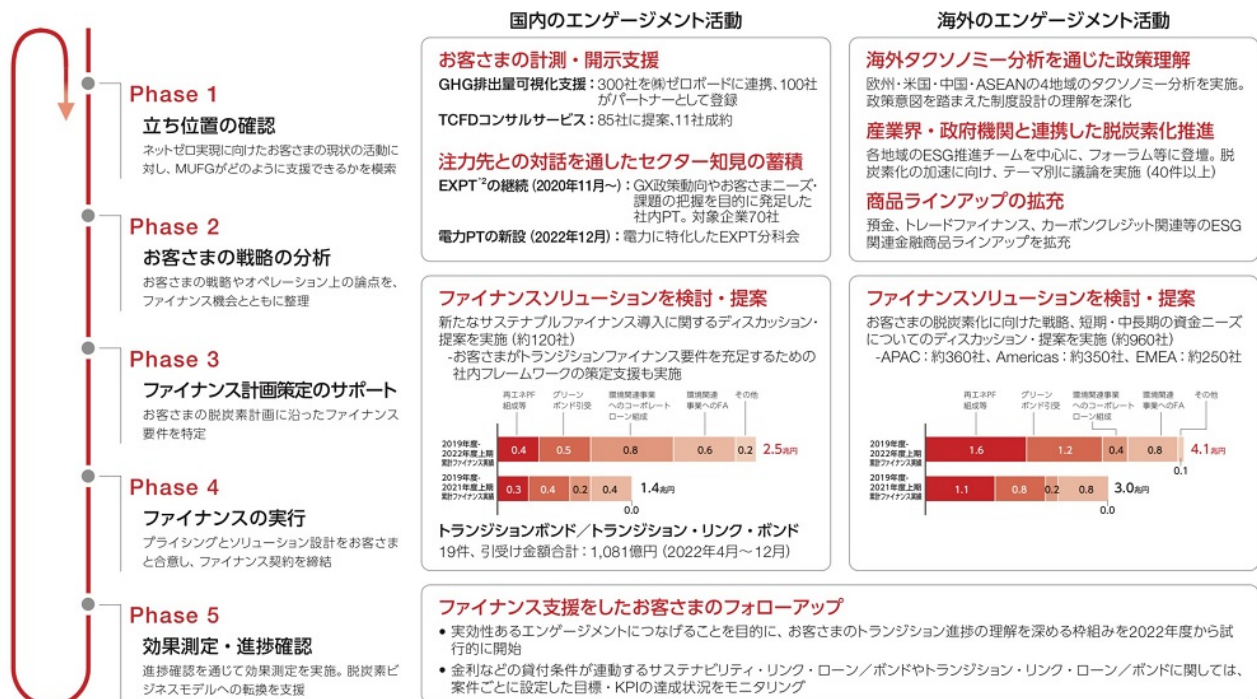 国内のエンゲージメント活動
海外のエンゲージメント活動
Phase 1
立ち位置の確認
ネットゼロ実現に向けたお客さまの現状の活動に
対し、MUFGがどのように支援できるかを模索
Phase 2
お客さまの戦略の分析
お客さまの戦略やオペレーション上の論点を、
ファイナンス機会とともに整理
Phase 3
ファイナンス計画策定のサポート
お客さまの脱炭素計画に沿ったファイナンス
要件を特定
Phase 4
ファイナンスの実行
プライシングとソリューション設計をお客さま
と合意し、ファイナンス契約を締結
Phase 5
効果測定・進捗確認
進捗確認を通じて効果測定を実施。脱炭素ビ
ジネスモデルへの転換を支援
お客さまの計測・開示支援
GHG排出量可視化支援：300社を㈱ゼロボードに連携、100社
がパートナーとして登録
TCFDコンサルサービス：85社に提案、11社成約
注力先との対話を通したセクター知見の蓄積
EXPT*2の継続（2020年11月～）：GX政策動向やお客さまニーズ・
課題の把握を目的に発足した
社内PT。対象企業70社
電力PTの新設（2022年12月）：電力に特化したEXPT分科会
海外タクソノミー分析を通じた政策理解
欧州・米国・中国・ASEANの4地域のタクソノミー分析を実施。
政策意図を踏まえた制度設計の理解を深化
産業界・政府機関と連携した脱炭素化推進
各地域のESG推進チームを中心に、フォーラム等に登壇。脱
炭素化の加速に向け、テーマ別に議論を実施（40件以上）
商品ラインアップの拡充
預金、トレードファイナンス、カーボンクレジット関連等のESG
関連金融商品ラインアップを拡充
ファイナンスソリューションを検討・提案
新たなサステナブルファイナンス導入に関するディスカッション・
提案を実施（約120社）
-お客さまがトランジションファイナンス要件を充足するための
社内フレームワークの策定支援も実施
再エネPF
組成等
グリーン
ボンド引受
環境関連事業
へのコーポレート
ローン組成
環境関連
事業へのFA
その他
2019年度-
2022年度上期
累計ファイナンス実績
0.4 0.5 0.8 0.6 0.2 2.5兆円
2019年度-
2021年度上期
累計ファイナンス実績
0.3 0.4 0.2 0.4 1.4兆円
0.0
トランジションボンド／トランジション・リンク・ボンド
19件、引受け金額合計：1,081億円（2022年4月～12月）
ファイナンスソリューションを検討・提案
お客さまの脱炭素化に向けた戦略、短期・中長期の資金ニーズ
についてのディスカッション・提案を実施（約960社）
-APAC：約360社、Americas：約350社、EMEA：約250社
再エネPF
組成等
グリーン
ボンド引受
環境関連事業
へのコーポレート
ローン組成
環境関連
事業へのFA
その他
2019年度-
2022年度上期
累計ファイナンス実績
1.6 1.2 0.4 0.8 4.1兆円
0.1
2019年度-
2021年度上期
累計ファイナンス実績
1.1 0.8 0.2 0.8 3.0兆円
0.0
ファイナンス支援をしたお客さまのフォローアップ
• 実効性あるエンゲージメントにつなげることを目的に、お客さまのトランジション進捗の理解を深める枠組みを2022年度から試
行的に開始
• 金利などの貸付条件が連動するサステナビリティ・リンク・ローン／ボンドやトランジション・リンク・ローン／ボンドに関しては、
案件ごとに設定した目標・KPIの達成状況をモニタリング